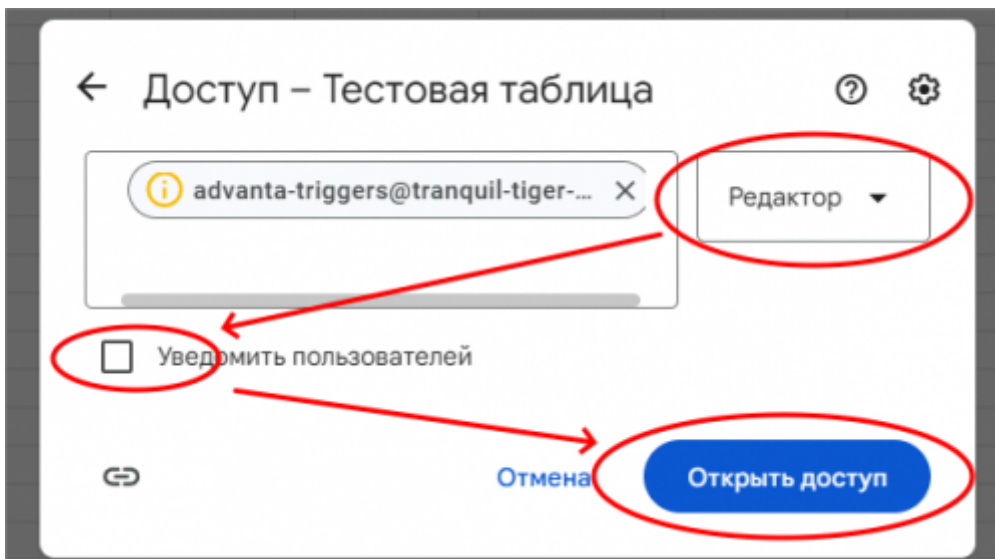 Доступ – Тестовая таблица
advanta-triggers@tranquil-tiger-...
Редактор
Уведомить пользователей
Отмена
Открыть доступ